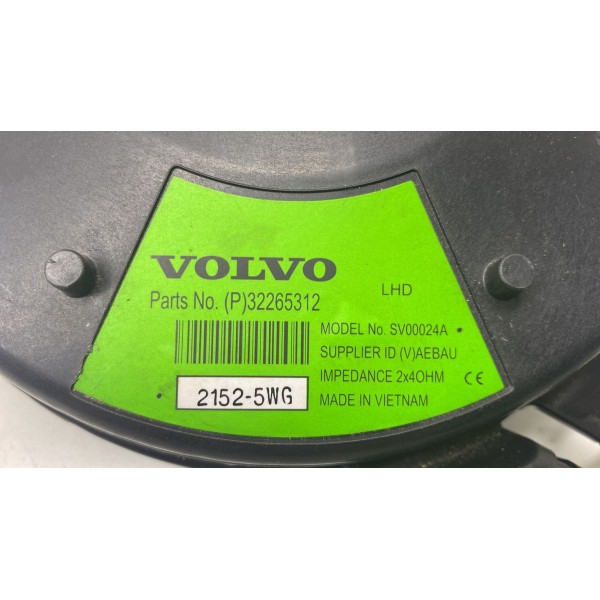 VOLVO
LHD
Parts No. (P)32265312
MODEL No. SV00024A
SUPPLIER ID (V)AEBAU
IMPEDANCE 2x4OHM CE
2152-5WG
MADE IN VIETNAM